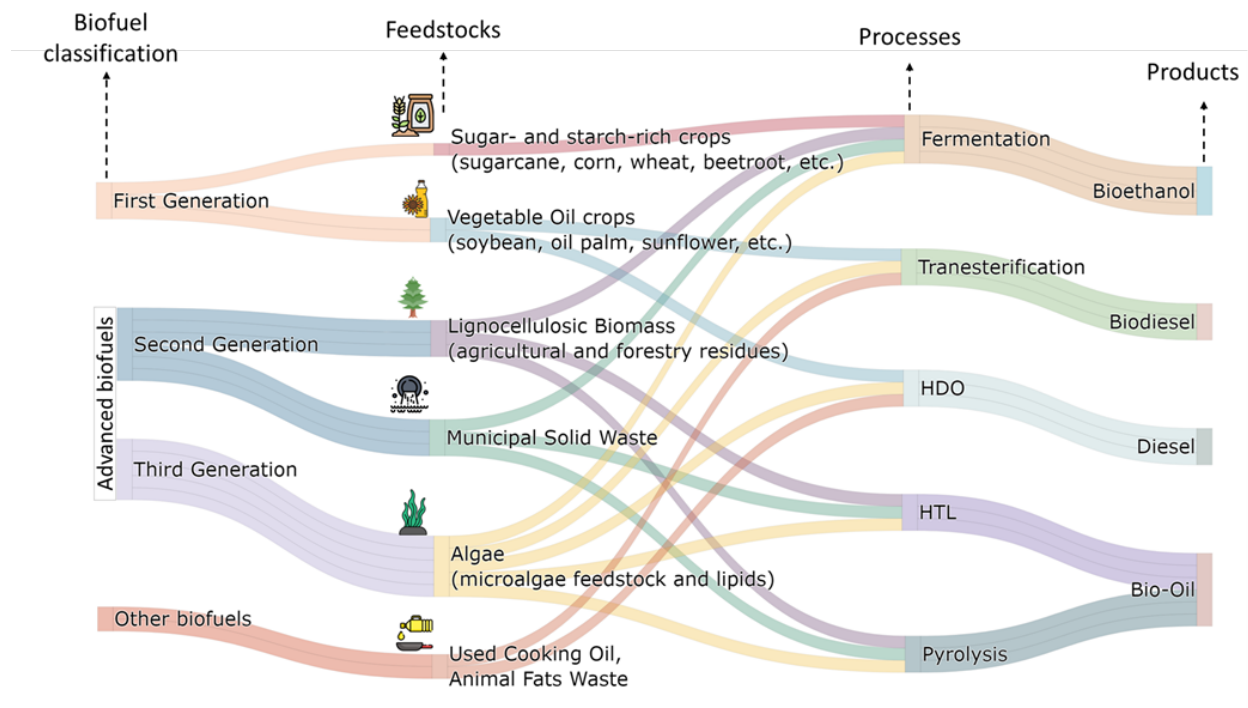 Biofuel
classification
Feedstocks
Processes
Products
First Generation
Advanced biofuels
Second Generation
Third Generation
Other biofuels
Sugar- and starch-rich crops
(sugarcane, corn, wheat, beetroot, etc.)
Vegetable Oil crops
(soybean, oil palm, sunflower, etc.)
Lignocellulosic Biomass
(agricultural and forestry residues)
Municipal Solid Waste
Algae
(microalgae feedstock and lipids)
Used Cooking Oil,
Animal Fats Waste
Fermentation
Tranesterification
HDO
HTL
Pyrolysis
Bioethanol
Biodiesel
Diesel
Bio-Oil